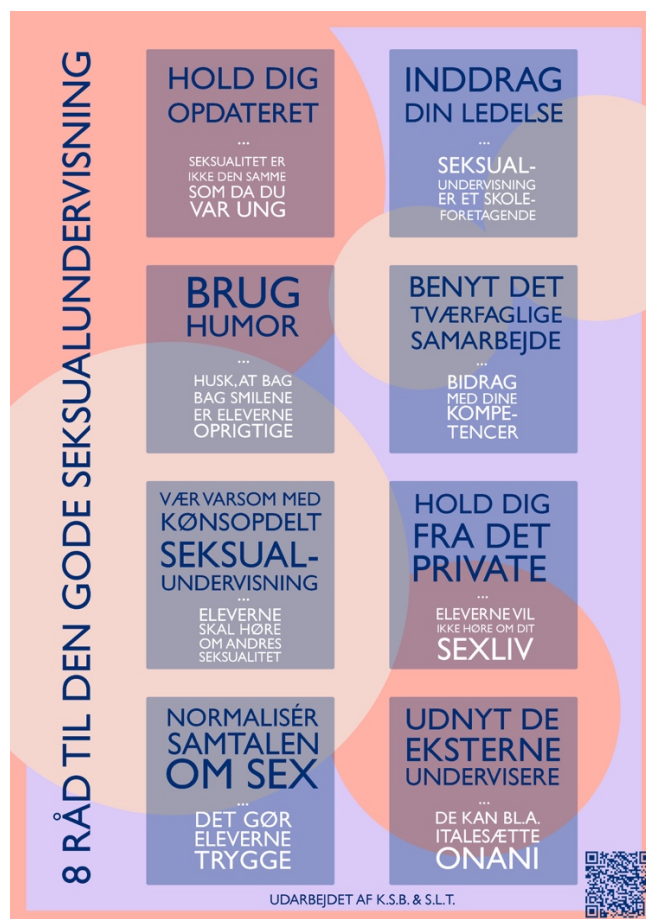 8 RÅD TIL DEN GODE SEKSUALUNDERVISNING
HOLD DIG
OPDATERET
...
SEKSUALITET ER
IKKE DEN SAMME
SOM DA DU
VAR UNG
INDDRAG
DIN LEDELSE
...
SEKSUAL-
UNDERVISNING
ER ET SKOLE-
FORETAGENDE
BRUG
HUMOR
...
HUSK, AT BAG
BAG SMILENE
ER ELEVERNE
OPRIGTIGE
BENYT DET
TVÆRFAGLIGE
SAMARBEJDE
...
BIDRAG
MED DINE
KOMPE-
TENCER
VÆR VARSOM MED
KØNSOPDELT
SEKSUAL-
UNDERVISNING
...
ELEVERNE
SKAL HØRE
OM ANDRES
SEKSUALITET
HOLD DIG
FRA DET
PRIVATE
...
ELEVERNE VIL
IKKE HØRE OM DIT
SEXLIV
NORMALISÉR
SAMTALEN
OM SEX
...
DET GØR
ELEVERNE
TRYGGE
UDNYT DE
EKSTERNE
UNDERVISERE
...
DE KAN BL.A.
ITALESÆTTE
ONANI
UDARBEJDET AF K.S.B. & S.L.T.